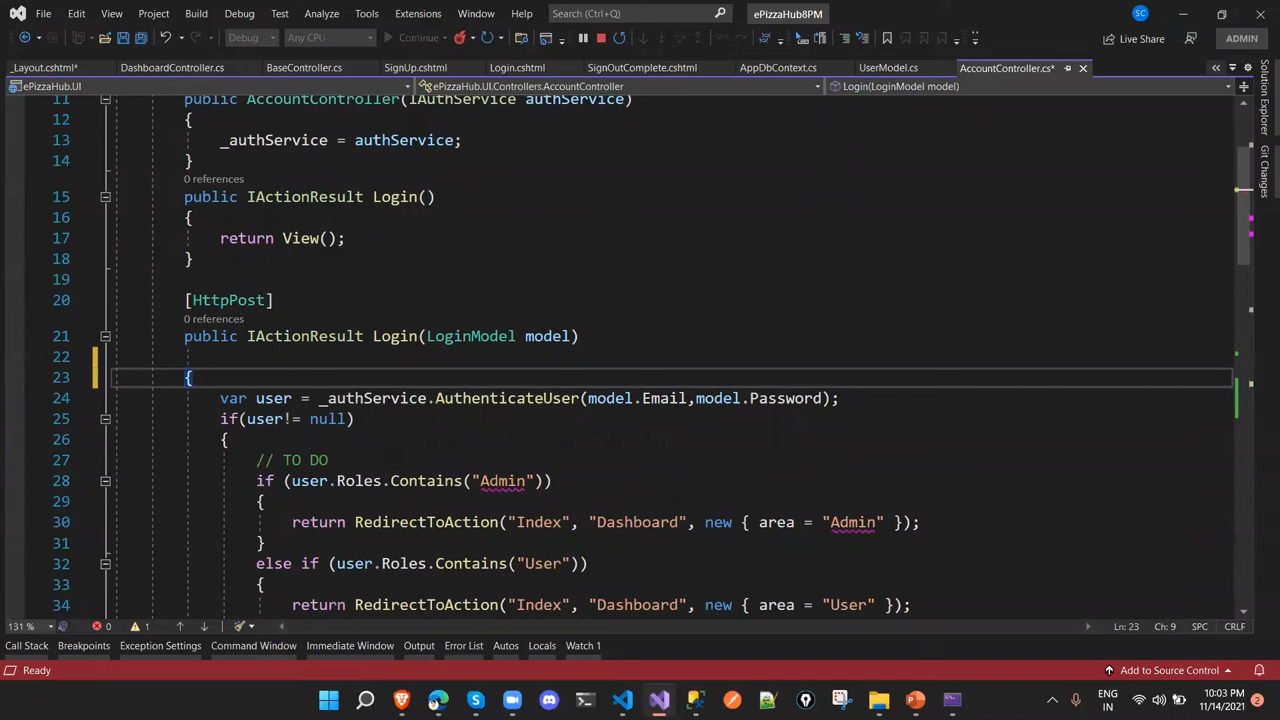 File Edit View Project Build Debug Test Analyze Tools Extensions Window Help Search (Ctrl+Q) ePizzaHub8PM SC
Debug Any CPU Continue Live Share ADMIN
_Layout.cshtml* DashboardController.cs BaseController.cs SignUp.cshtml Login.cshtml SignOutComplete.cshtml AppDbContext.cs UserModel.cs AccountController.cs*
ePizzaHub.UI ePizzaHub.UI.Controllers.AccountController Login(LoginModel model)
11 public AccountController(IAuthService authService)
12 {
13 _authService = authService;
14 }
0 references
15 public IActionResult Login()
16 {
17 return View();
18 }
19
20 [HttpPost]
0 references
21 public IActionResult Login(LoginModel model)
22
23 {
24 var user = _authService.AuthenticateUser(model.Email,model.Password);
25 if(user!= null)
26 {
27 // TO DO
28 if (user.Roles.Contains("Admin"))
29 {
30 return RedirectToAction("Index", "Dashboard", new { area = "Admin" });
31 }
32 else if (user.Roles.Contains("User"))
33 {
34 return RedirectToAction("Index", "Dashboard", new { area = "User" });
131 % 0 1 Ln: 23 Ch: 9 SPC CRLF
Call Stack Breakpoints Exception Settings Command Window Immediate Window Output Error List Autos Locals Watch 1
Ready Add to Source Control
ENG IN 10:03 PM 11/14/2021 2
Solution Explorer
Git Changes